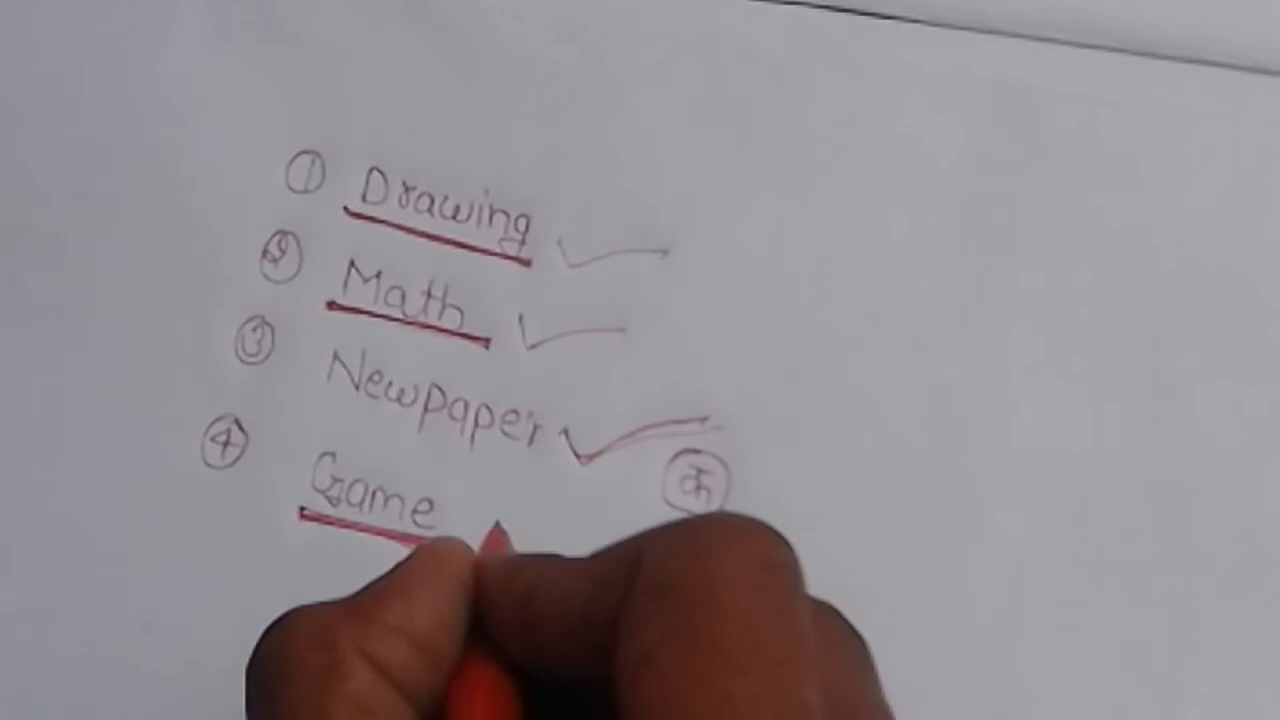 ① Drawing ✓
② Math ✓
③ Newpaper ✓
④ Game
क